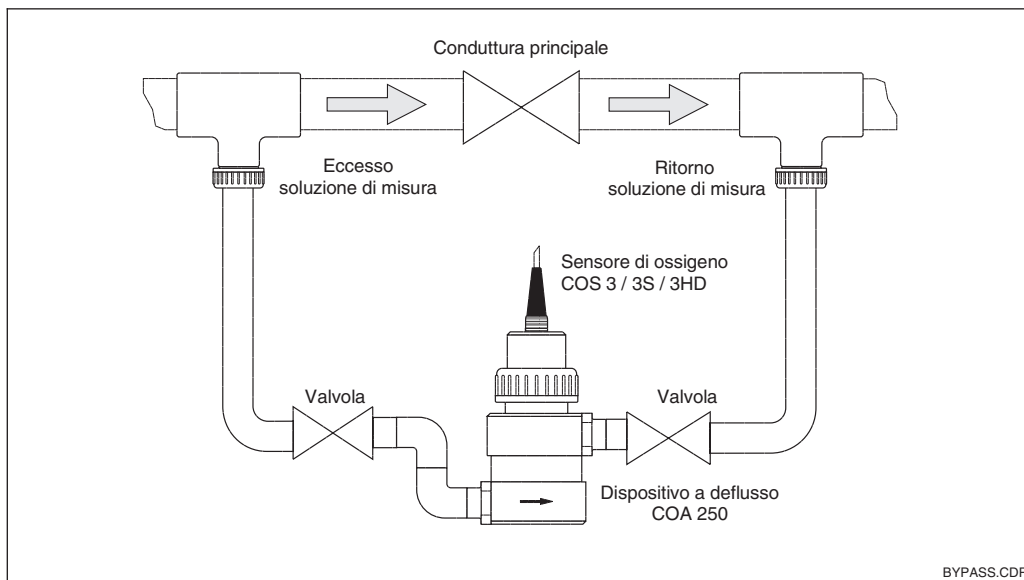 Conduttura principale
Eccesso
soluzione di misura
Ritorno
soluzione di misura
Sensore di ossigeno
COS 3 / 3S / 3HD
Valvola
Valvola
Dispositivo a deflusso
COA 250
BYPASS.CDR